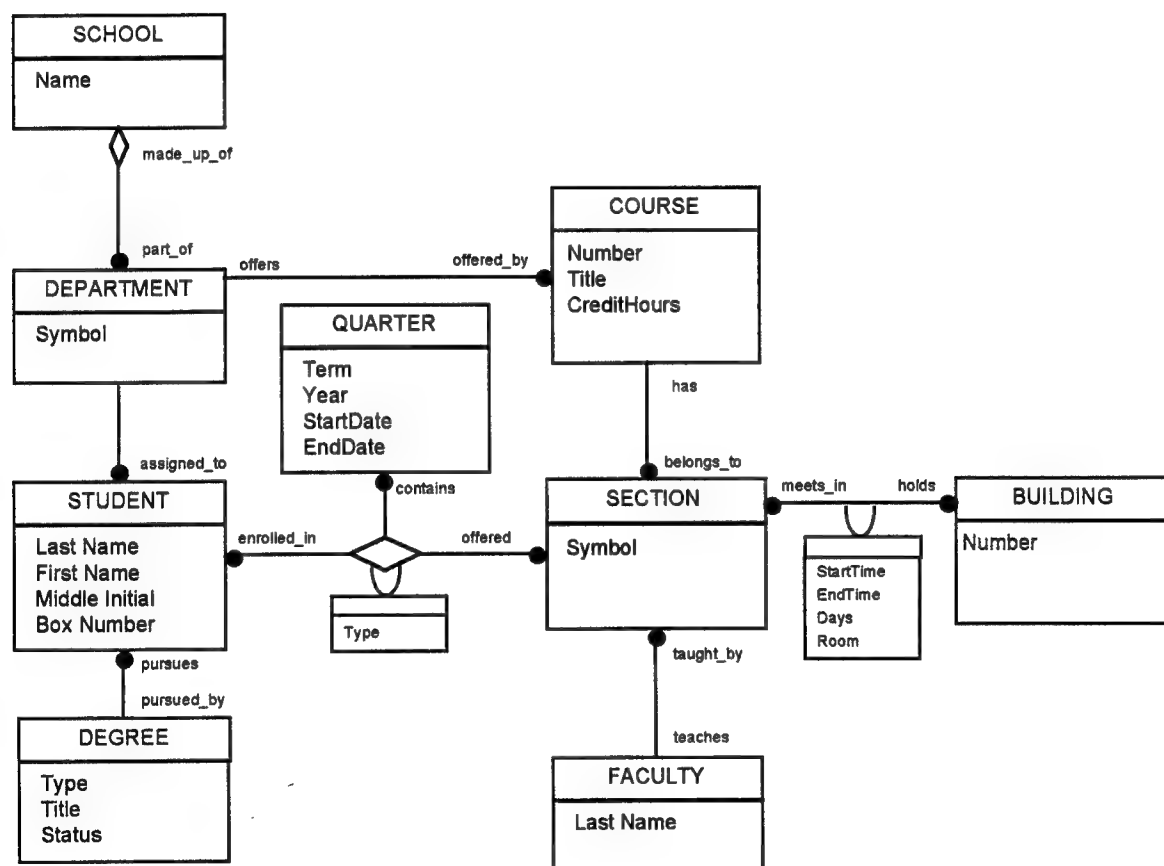 SCHOOL
Name
made_up_of
part_of
DEPARTMENT
Symbol
offers
offered_by
COURSE
Number
Title
CreditHours
QUARTER
Term
Year
StartDate
EndDate
contains
has
belongs_to
assigned_to
STUDENT
Last Name
First Name
Middle Initial
Box Number
enrolled_in
offered
Type
SECTION
Symbol
meets_in
holds
StartTime
EndTime
Days
Room
BUILDING
Number
pursues
pursued_by
DEGREE
Type
Title
Status
taught_by
teaches
FACULTY
Last Name